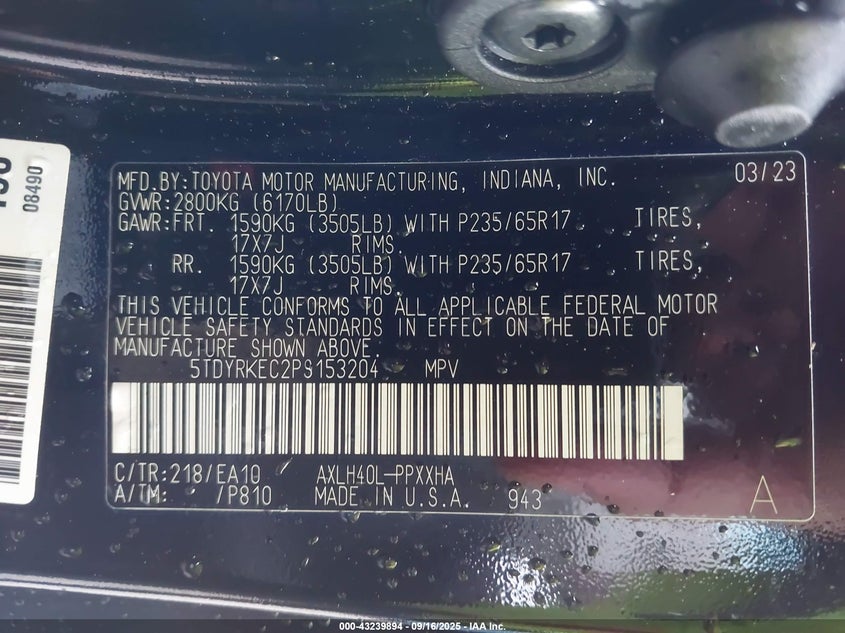 08490
MFD.BY:TOYOTA MOTOR MANUFACTURING, INDIANA, INC. 03/23
GVWR:2800KG (6170LB)
GAWR:FRT. 1590KG (3505LB) WITH P235/65R17 TIRES,
17X7J RIMS.
RR. 1590KG (3505LB) WITH P235/65R17 TIRES,
17X7J RIMS.
THIS VEHICLE CONFORMS TO ALL APPLICABLE FEDERAL MOTOR
VEHICLE SAFETY STANDARDS IN EFFECT ON THE DATE OF
MANUFACTURE SHOWN ABOVE.
5TDYRKEC2PS153204 MPV
C/TR:218/EA10 AXLH40L-PPXXHA
A/TM: /P810 MADE IN U.S.A. 943 A
000-43239894 - 09/16/2025 - IAA Inc.